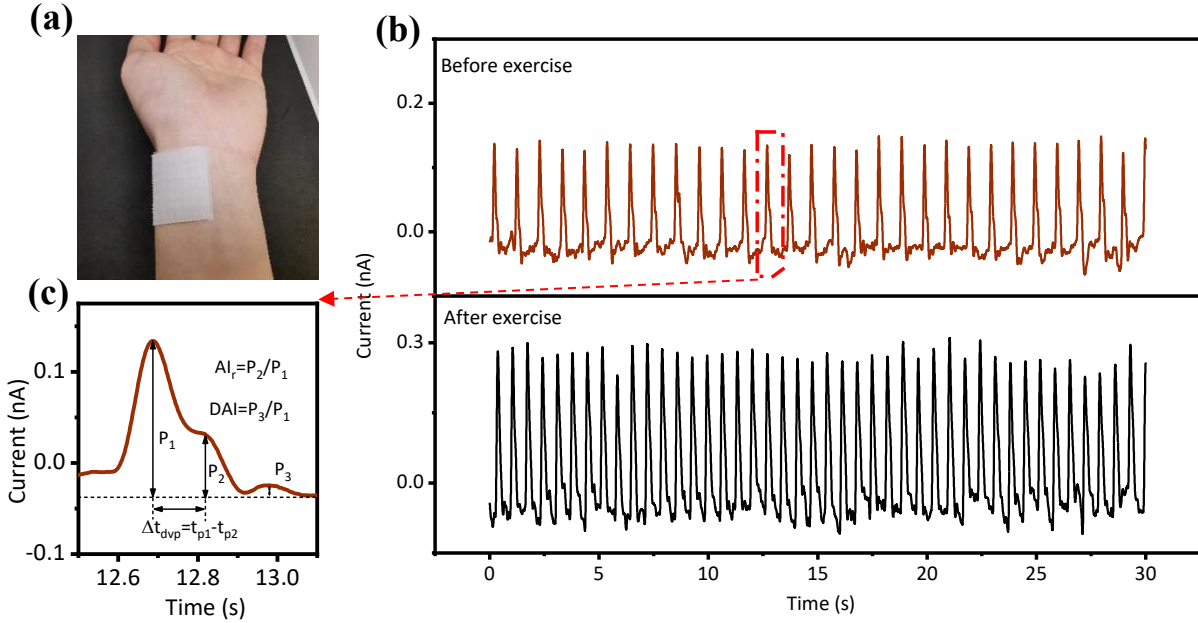 (a)
(b)
Before exercise
0.2
0.0
Current (nA)
After exercise
0.3
0.0
0
5
10
15
20
25
30
Time (s)
(c)
AIr=P2/P1
DAI=P3/P1
P1
P2
P3
Δtdvp=tp1-tp2
0.1
0.0
-0.1
Current (nA)
12.6
12.8
13.0
Time (s)